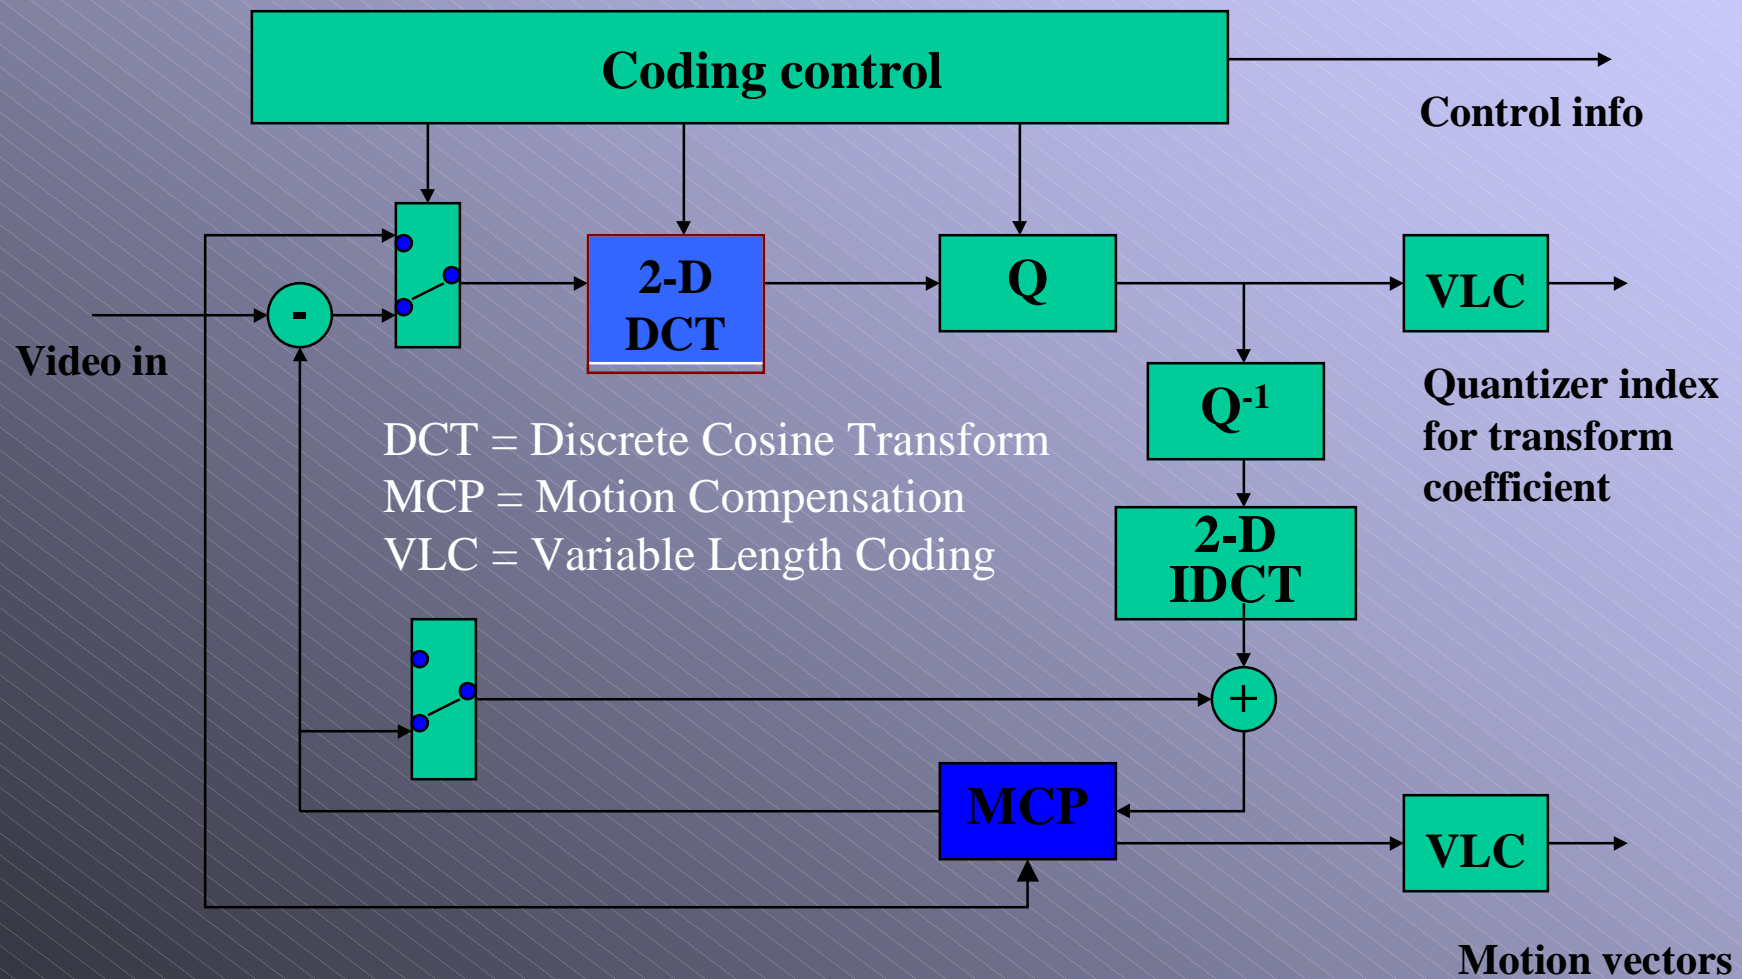 Coding control
Control info
2-D
DCT
Q
VLC
-
Video in
Q-1
Quantizer index
for transform
coefficient
DCT = Discrete Cosine Transform
MCP = Motion Compensation
VLC = Variable Length Coding
2-D
IDCT
+
MCP
VLC
Motion vectors